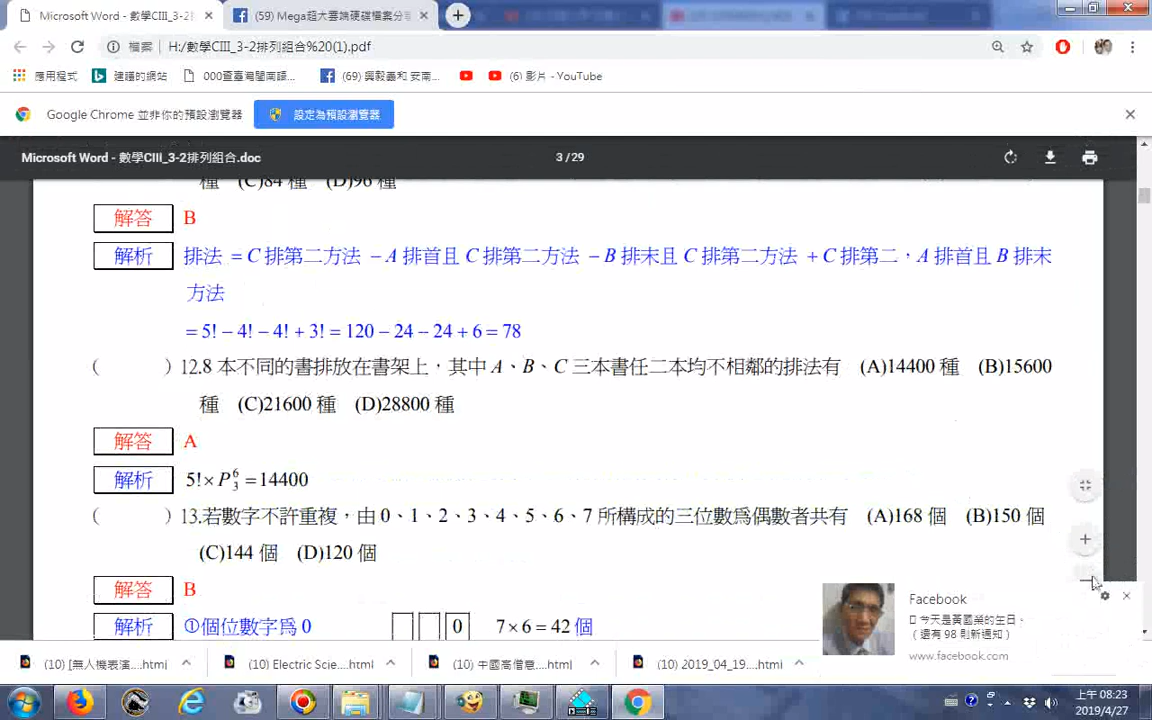 Microsoft Word - 數學CIII_3-2排 ×
(59) Mega超大雲端硬碟檔案分 ×
檔案 H:/數學CIII_3-2排列組合%20(1).pdf
應用程式 建議的網站 000查臺灣閩南語... (69) 興毅義和 安南... (6) 影片 - YouTube
Google Chrome 並非你的預設瀏覽器 設定為預設瀏覽器
Microsoft Word - 數學CIII_3-2排列組合.doc 3 / 29
種 (C)84 種 (D)96 種
解答 B
解析 排法 = C 排第二方法 − A 排首且 C 排第二方法 − B 排末且 C 排第二方法 + C 排第二，A 排首且 B 排末
方法
= 5! − 4! − 4! + 3! = 120 − 24 − 24 + 6 = 78
( ) 12.8 本不同的書排放在書架上，其中 A、B、C 三本書任二本均不相鄰的排法有 (A)14400 種 (B)15600
種 (C)21600 種 (D)28800 種
解答 A
解析 5!× P₃⁶ = 14400
( ) 13.若數字不許重複，由 0、1、2、3、4、5、6、7 所構成的三位數為偶數者共有 (A)168 個 (B)150 個
(C)144 個 (D)120 個
解答 B
解析 ①個位數字為 0 0 7 × 6 = 42 個
Facebook
今天是黃國榮的生日。
（還有 98 則新通知）
www.facebook.com
(10) [無人機表演....html (10) Electric Scie....html (10) 中國高僧意...html (10) 2019_04_19....html
上午 08:23
2019/4/27